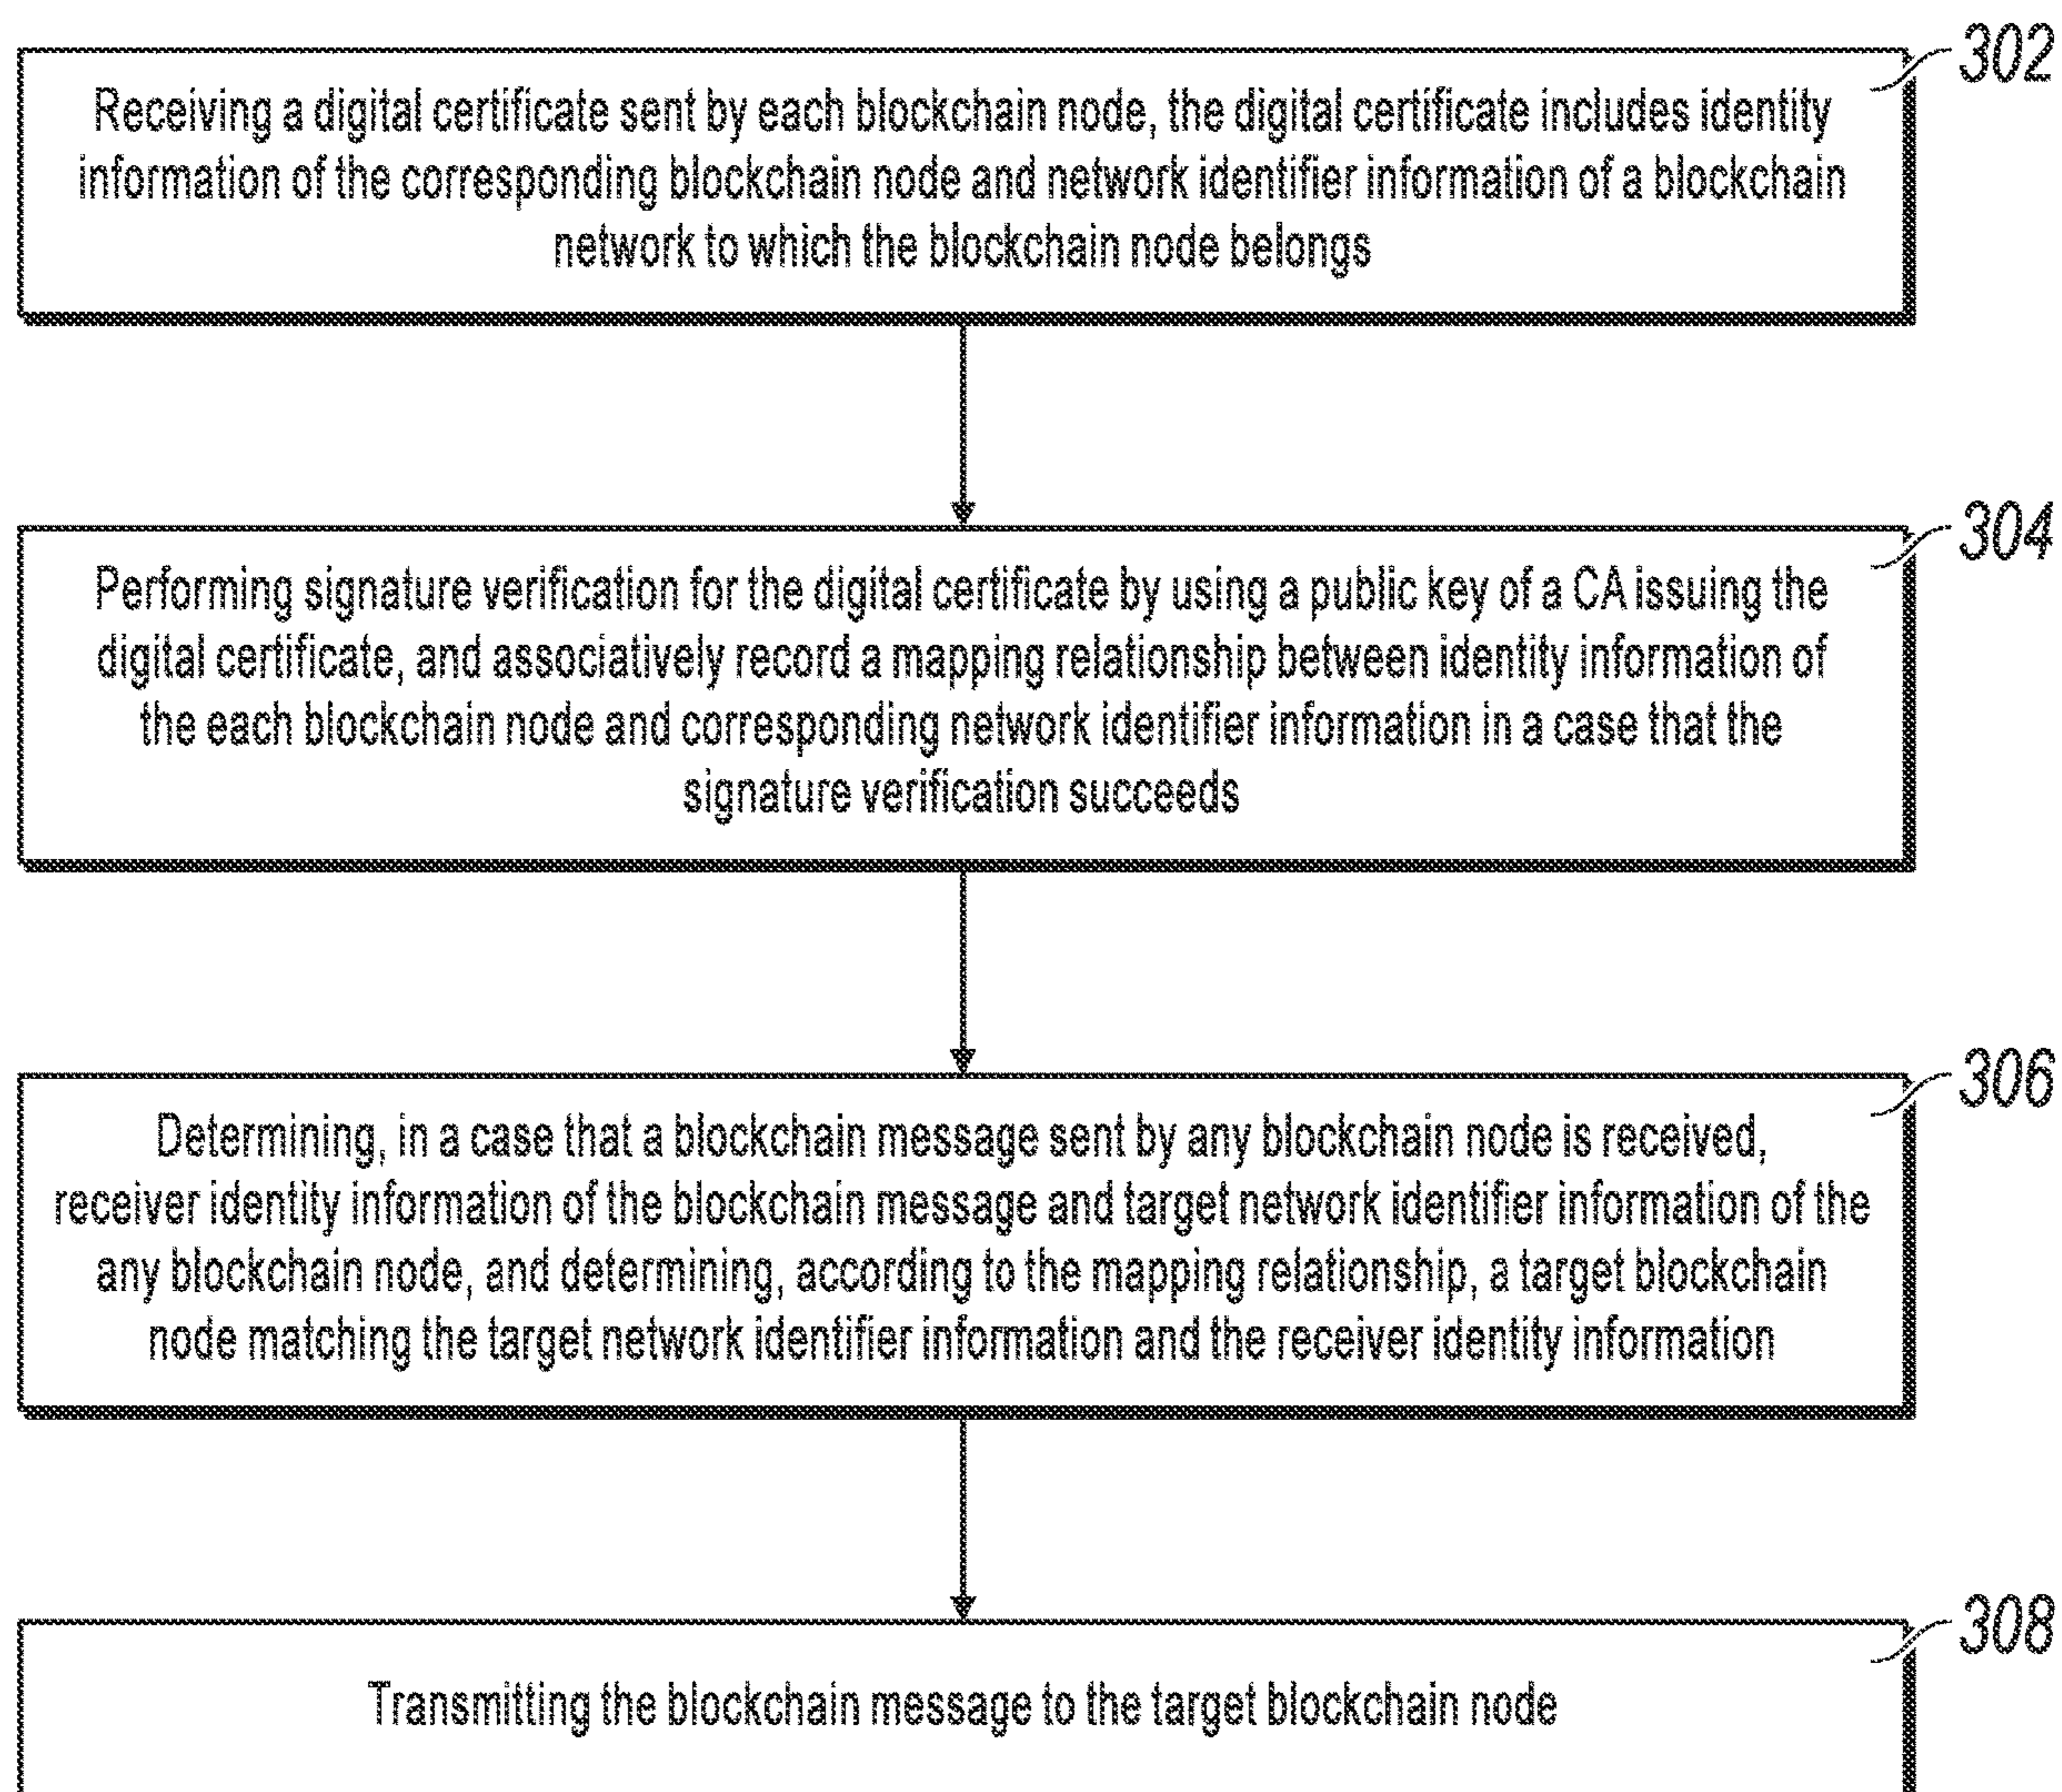 302
Receiving a digital certificate sent by each blockchain node, the digital certificate includes identity
information of the corresponding blockchain node and network identifier information of a blockchain
network to which the blockchain node belongs
304
Performing signature verification for the digital certificate by using a public key of a CA issuing the
digital certificate, and associatively record a mapping relationship between identity information of
the each blockchain node and corresponding network identifier information in a case that the
signature verification succeeds
306
Determining, in a case that a blockchain message sent by any blockchain node is received,
receiver identity information of the blockchain message and target network identifier information of the
any blockchain node, and determining, according to the mapping relationship, a target blockchain
node matching the target network identifier information and the receiver identity information
308
Transmitting the blockchain message to the target blockchain node